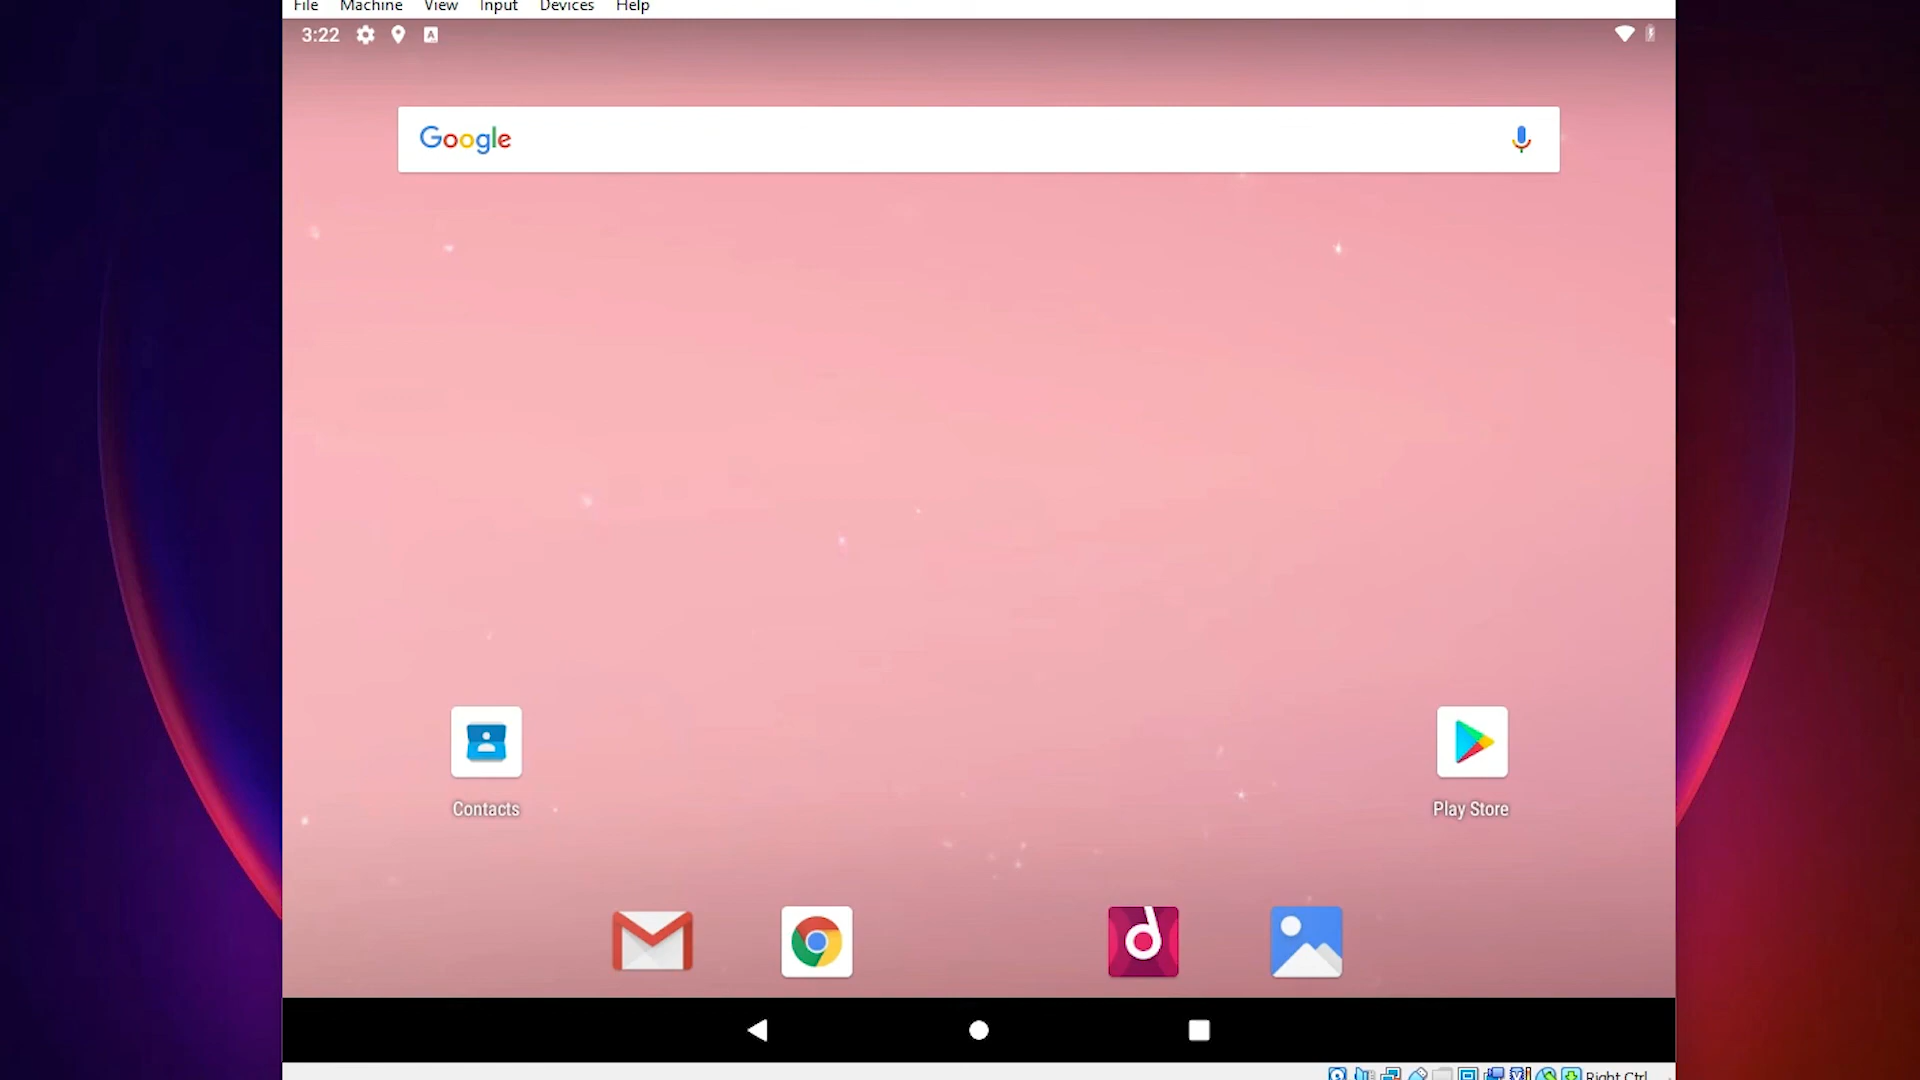 File Machine View Input Devices Help
3:22 A
Google
Contacts
Play Store
Right Ctrl